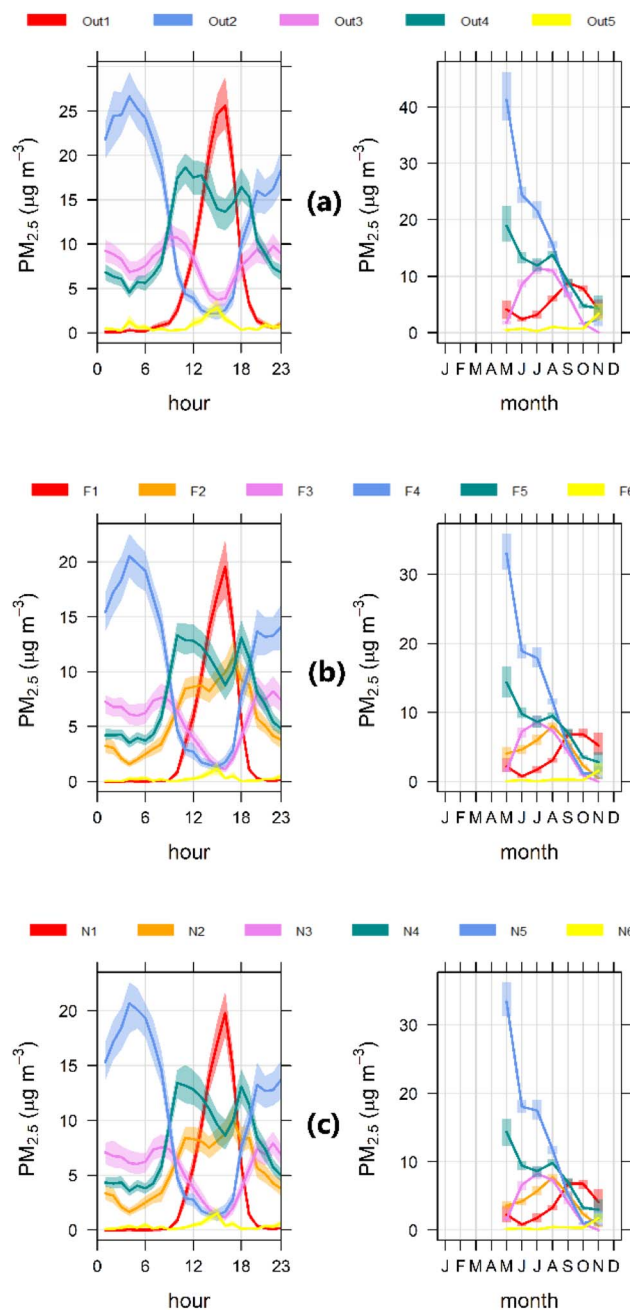 Out1 Out2 Out3 Out4 Out5
PM2.5 (µg m−3)
25
20
15
10
5
0
0 6 12 18 23
hour
(a)
PM2.5 (µg m−3)
40
30
20
10
0
J F M A M J J A S O N D
month
F1 F2 F3 F4 F5 F6
PM2.5 (µg m−3)
20
15
10
5
0
0 6 12 18 23
hour
(b)
PM2.5 (µg m−3)
30
20
10
0
J F M A M J J A S O N D
month
N1 N2 N3 N4 N5 N6
PM2.5 (µg m−3)
20
15
10
5
0
0 6 12 18 23
hour
(c)
PM2.5 (µg m−3)
30
20
10
0
J F M A M J J A S O N D
month